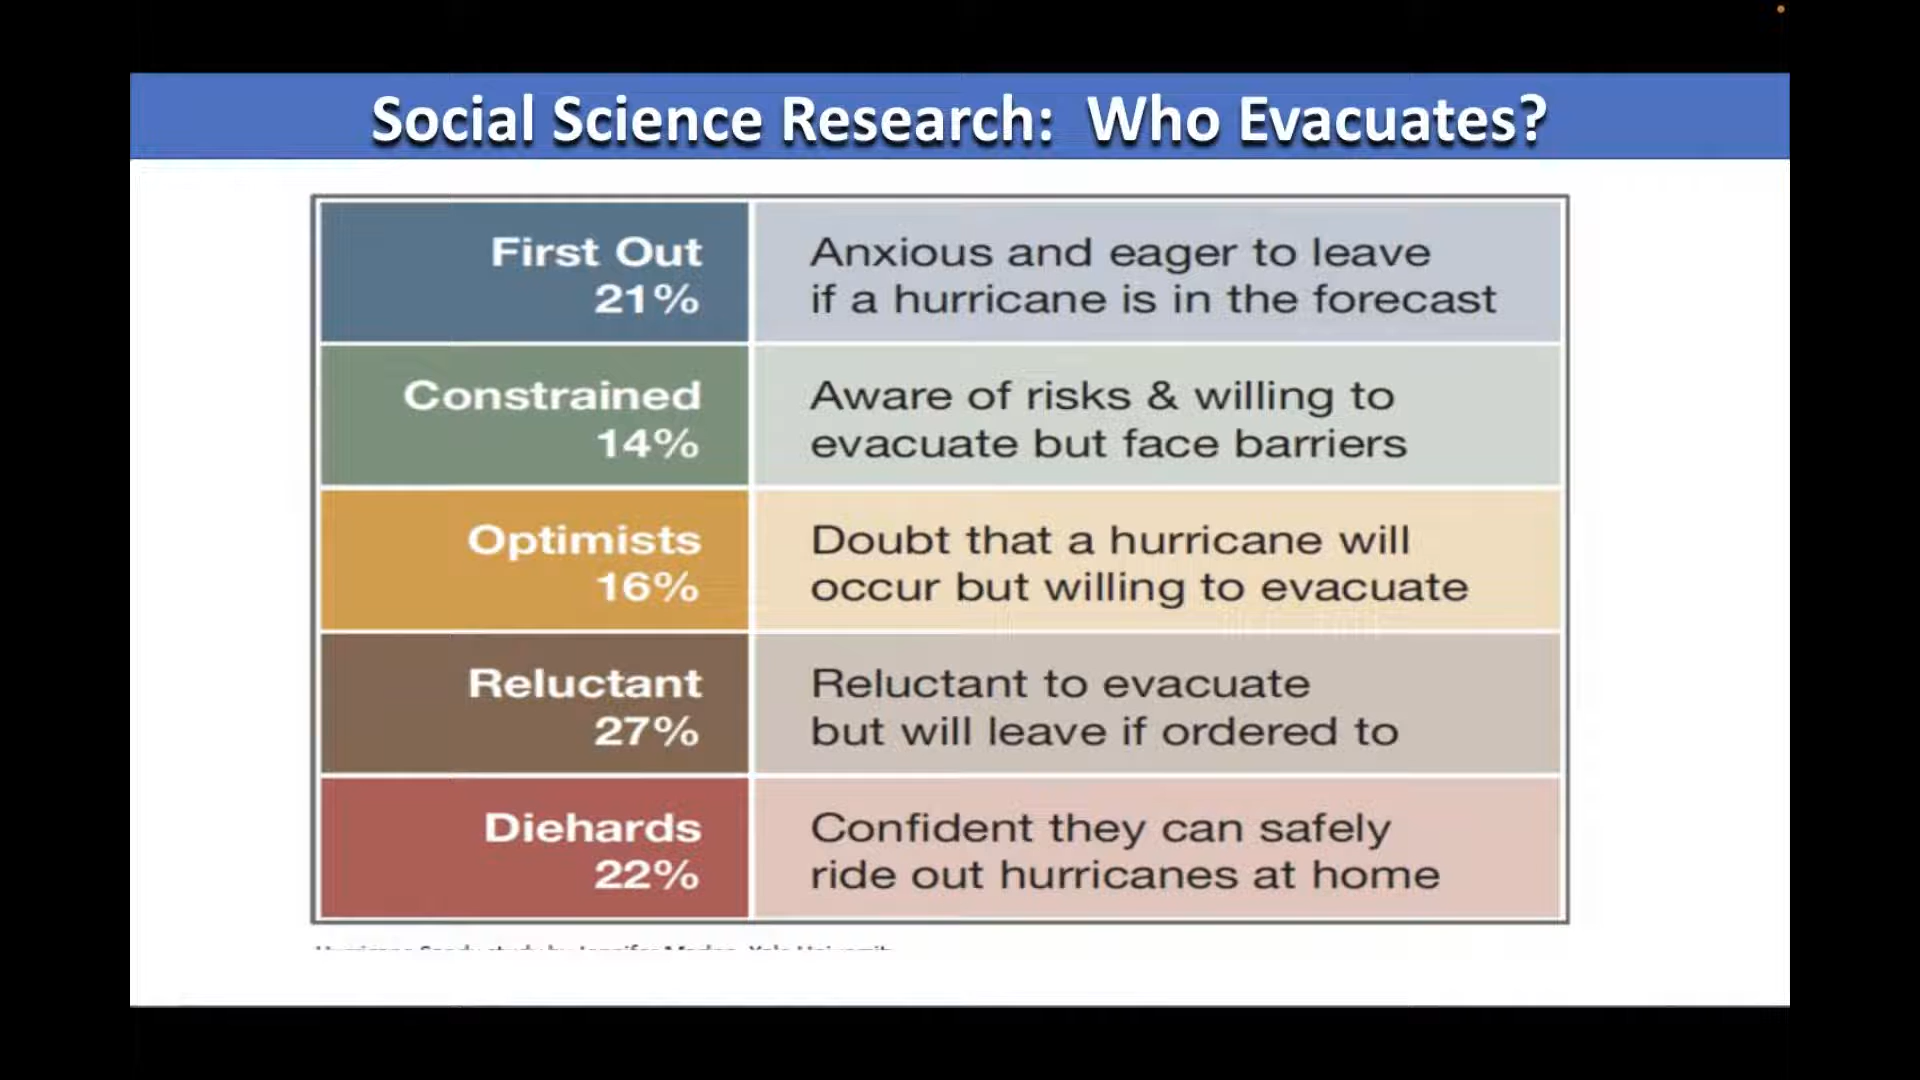 Social Science Research: Who Evacuates?
First Out
21%
Anxious and eager to leave
if a hurricane is in the forecast
Constrained
14%
Aware of risks & willing to
evacuate but face barriers
Optimists
16%
Doubt that a hurricane will
occur but willing to evacuate
Reluctant
27%
Reluctant to evacuate
but will leave if ordered to
Diehards
22%
Confident they can safely
ride out hurricanes at home